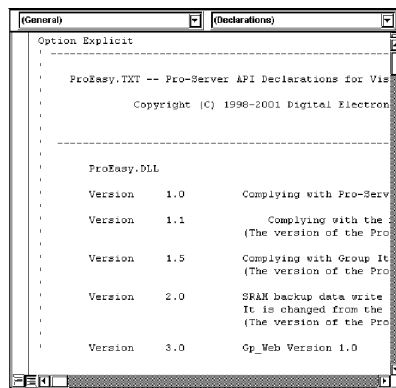 (General) (Declarations)
Option Explicit
' ----------------------------------------
'
' ProEasy.TXT -- Pro-Server API Declarations for Vis
'
' Copyright (C) 1998-2001 Digital Electron
'
'
' ----------------------------------------
'
' ProEasy.DLL
'
' Version 1.0 Complying with Pro-Serv
'
' Version 1.1 Complying with the
' (The version of the Pro
'
' Version 1.5 Complying with Group It
' (The version of the Pro
'
' Version 2.0 SRAM backup data write
' It is changed from the
' (The version of the Pro
'
' Version 3.0 Gp_Web Version 1.0